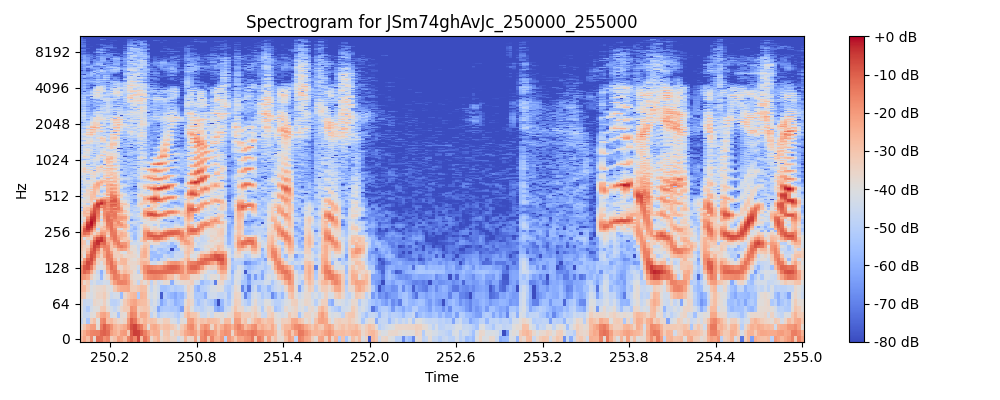 Spectrogram for JSm74ghAvJc_250000_255000
8192
4096
2048
1024
512
256
128
64
0
Hz
250.2 250.8 251.4 252.0 252.6 253.2 253.8 254.4 255.0
Time
+0 dB
-10 dB
-20 dB
-30 dB
-40 dB
-50 dB
-60 dB
-70 dB
-80 dB